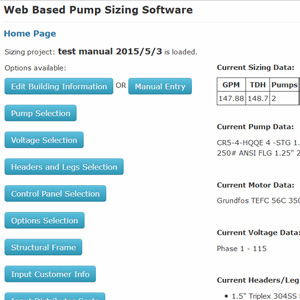 Web Based Pump Sizing Software
Home Page
Sizing project: test manual 2015/5/3 is loaded.
Options available:
Edit Building Information OR Manual Entry
Pump Selection
Voltage Selection
Headers and Legs Selection
Control Panel Selection
Options Selection
Structural Frame
Input Customer Info
Current Sizing Data:
GPM TDH Pumps
147.88 148.7 2
Current Pump Data:
CR5-4-HQQE 4 -STG 1.
250# ANSI FLG 1.25" 2
Current Motor Data:
Grundfos TEFC 56C 350
Current Voltage Data:
Phase 1 - 115
Current Headers/Leg
• 1.5" Triplex 304SS